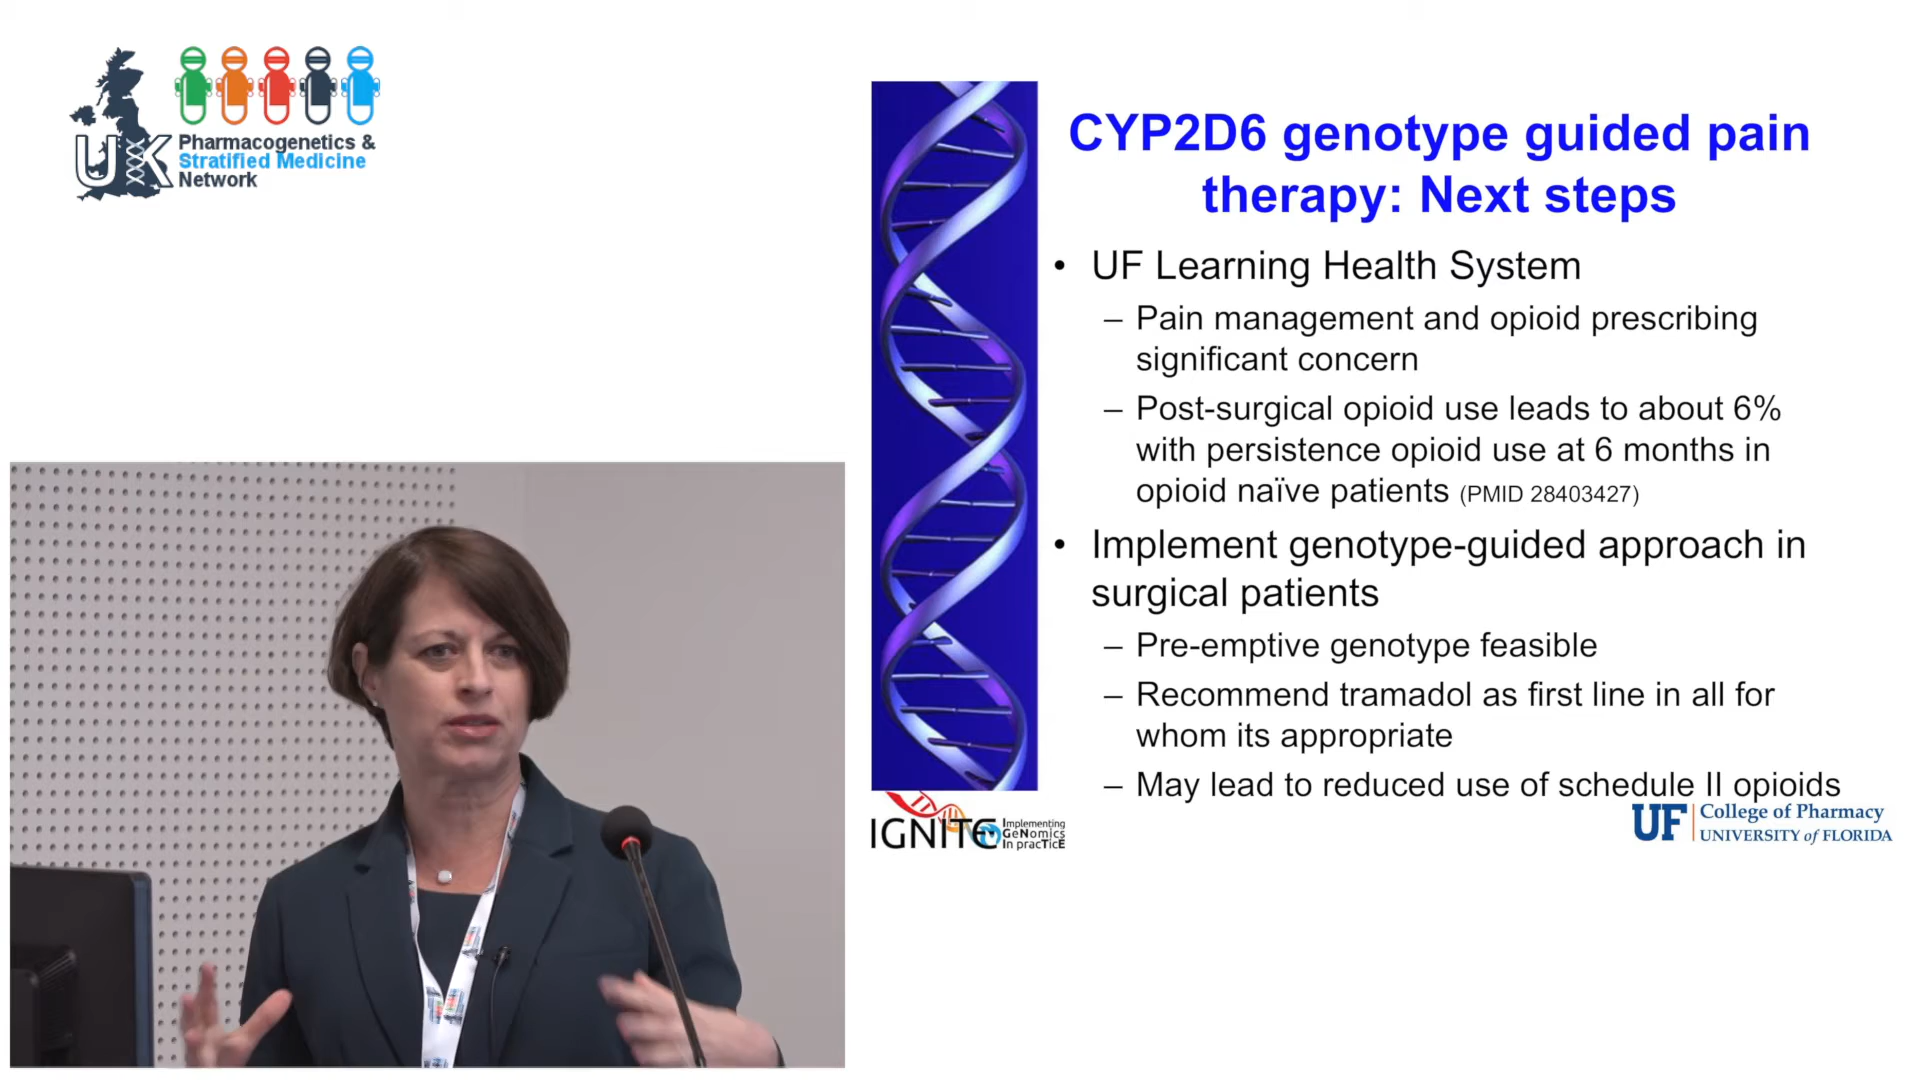 UK
Pharmacogenetics &
Stratified Medicine
Network
CYP2D6 genotype guided pain
therapy: Next steps
• UF Learning Health System
– Pain management and opioid prescribing
significant concern
– Post-surgical opioid use leads to about 6%
with persistence opioid use at 6 months in
opioid naïve patients (PMID 28403427)
• Implement genotype-guided approach in
surgical patients
– Pre-emptive genotype feasible
– Recommend tramadol as first line in all for
whom its appropriate
– May lead to reduced use of schedule II opioids
IGNITE
Implementing
GeNomics
In pracTicE
UF College of Pharmacy
UNIVERSITY of FLORIDA